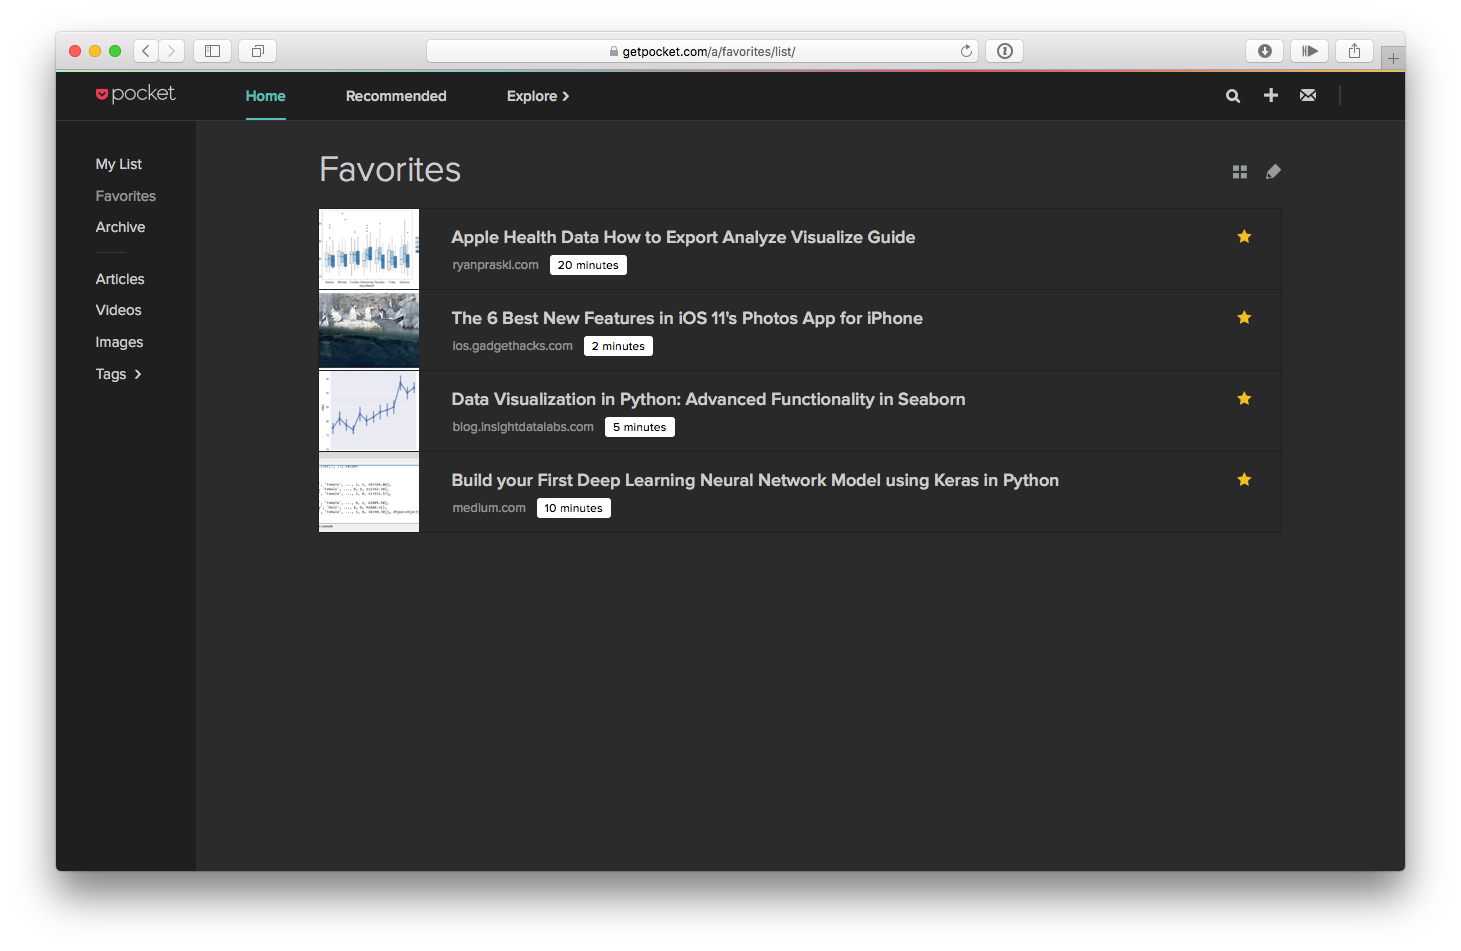 getpocket.com/a/favorites/list/
pocket
Home
Recommended
Explore
My List
Favorites
Archive
Articles
Videos
Images
Tags
Favorites
Apple Health Data How to Export Analyze Visualize Guide
ryanpraski.com 20 minutes
The 6 Best New Features in iOS 11's Photos App for iPhone
ios.gadgethacks.com 2 minutes
Data Visualization in Python: Advanced Functionality in Seaborn
blog.insightdatalabs.com 5 minutes
Build your First Deep Learning Neural Network Model using Keras in Python
medium.com 10 minutes